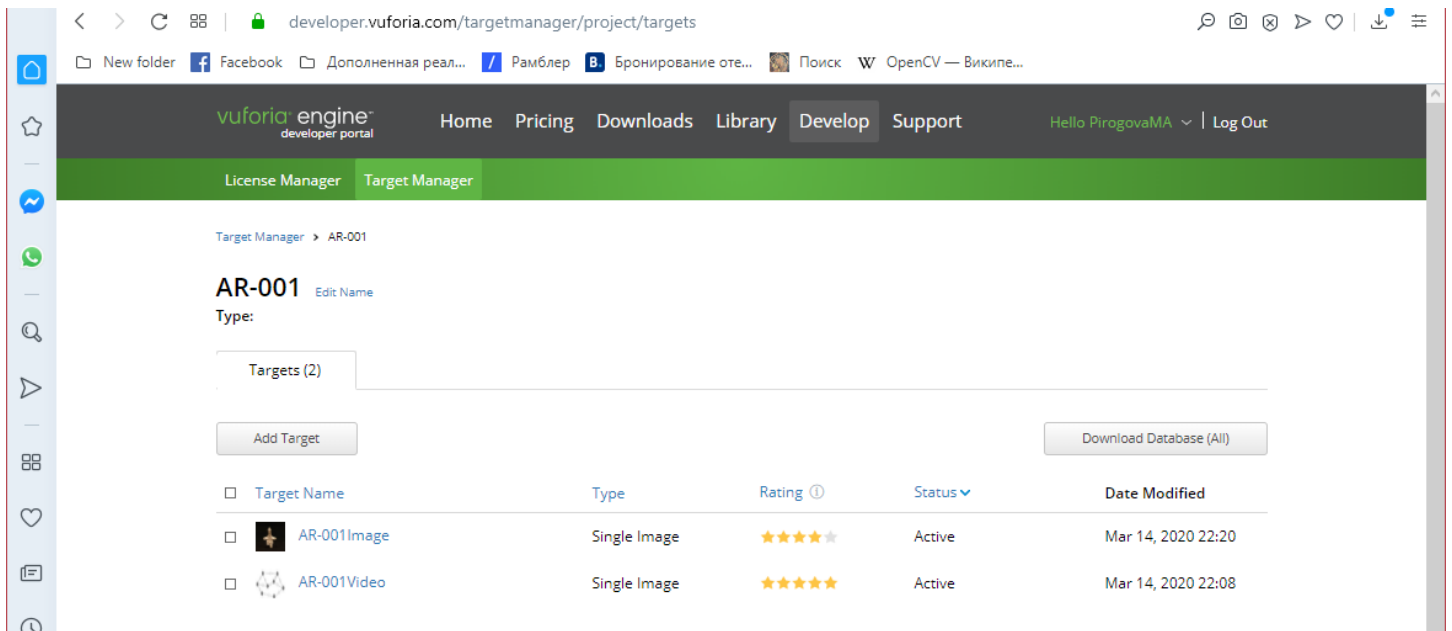 developer.vuforia.com/targetmanager/project/targets
New folder Facebook Дополненная реал... Рамблер B. Бронирование оте... Поиск W OpenCV — Википе...
vuforia engine developer portal Home Pricing Downloads Library Develop Support Hello PirogovaMA Log Out
License Manager Target Manager
Target Manager > AR-001
AR-001 Edit Name
Type:
Targets (2)
Add Target Download Database (All)
Target Name Type Rating Status Date Modified
AR-001Image Single Image Active Mar 14, 2020 22:20
AR-001Video Single Image Active Mar 14, 2020 22:08